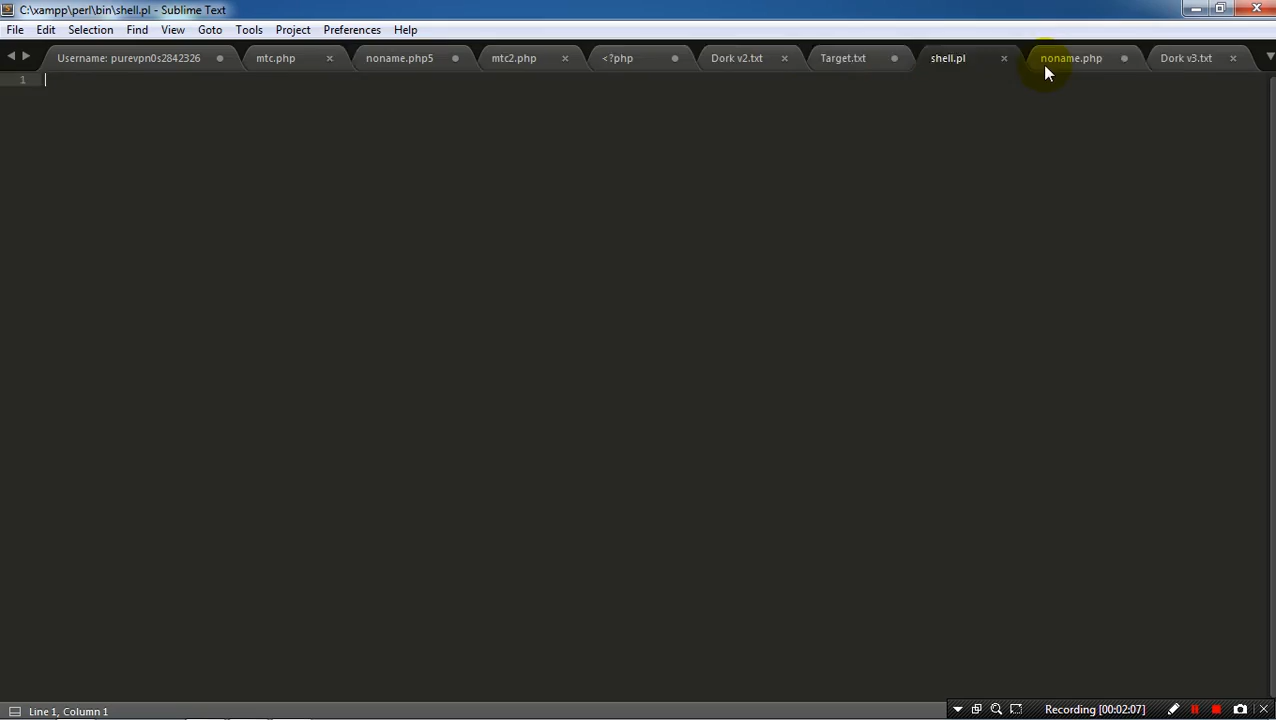 C:\xampp\perl\bin\shell.pl - Sublime Text
File Edit Selection View Find Goto Tools Project Preferences Help
Username: purevpn0s2842326 mtc.php noname.php5 mtc2.php <?php Dork v2.txt Target.txt shell.pl noname.php Dork v3.txt
1
Line 1, Column 1
Recording [00:02:07]